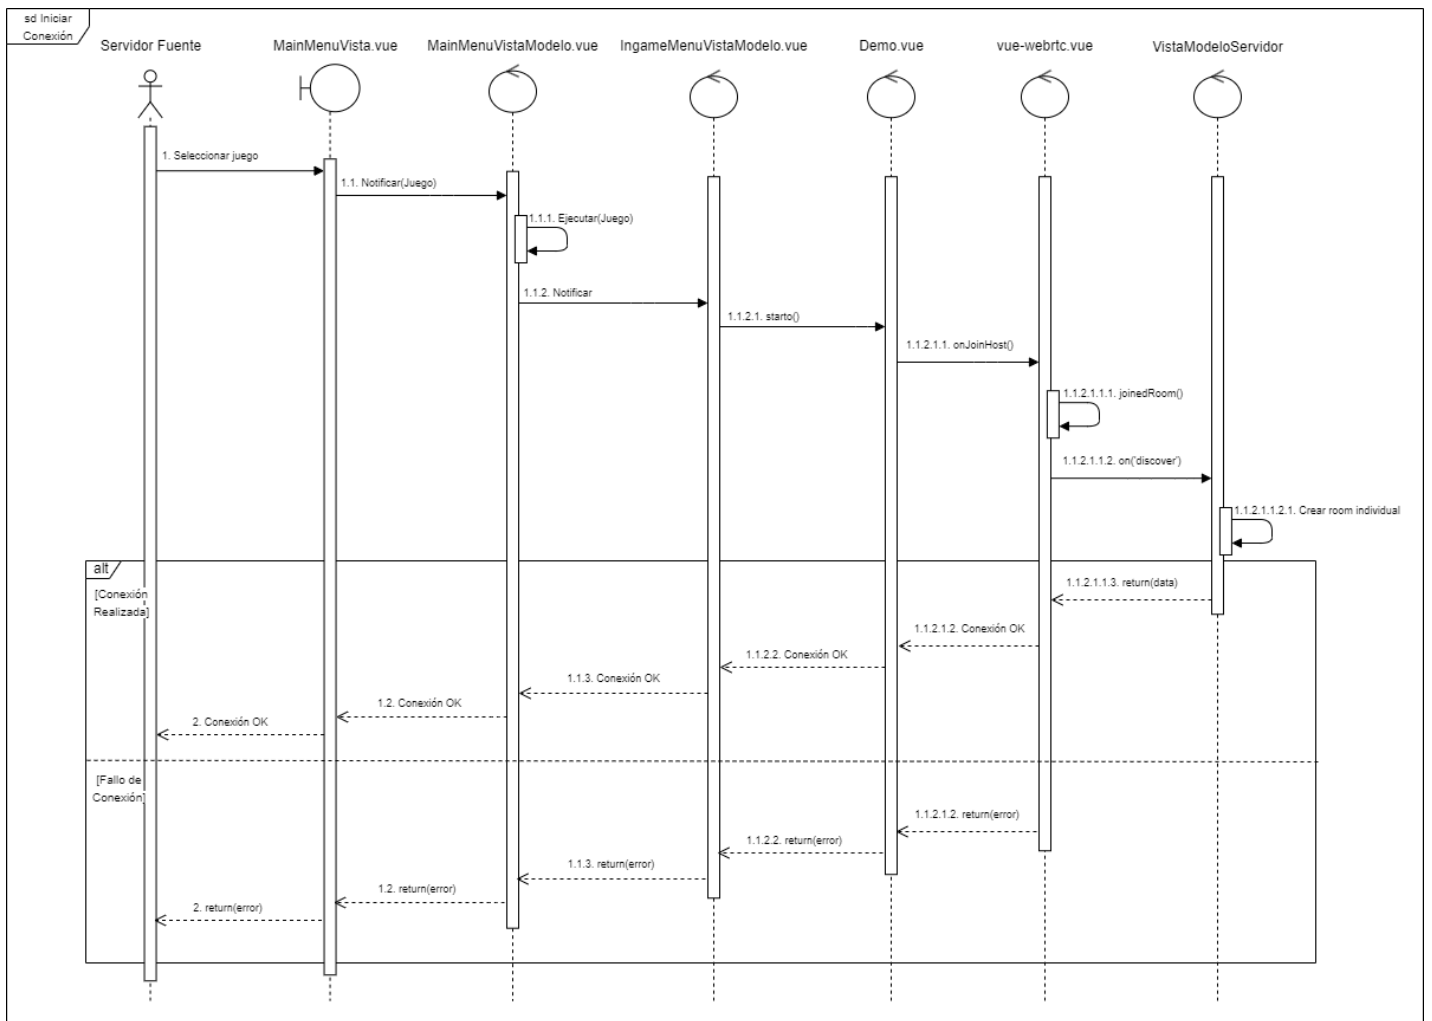 sd Iniciar
Conexión
Servidor Fuente
MainMenuVista.vue
MainMenuVistaModelo.vue
IngameMenuVistaModelo.vue
Demo.vue
vue-webrtc.vue
VistaModeloServidor
1. Seleccionar juego
1.1. Notificar(Juego)
1.1.1. Ejecutar(Juego)
1.1.2. Notificar
1.1.2.1. starto()
1.1.2.1.1. onJoinHost()
1.1.2.1.1.1. joinedRoom()
1.1.2.1.1.2. on('discover')
1.1.2.1.1.2.1. Crear room individual
alt
[Conexión
Realizada]
1.1.2.1.1.3. return(data)
1.1.2.1.2. Conexión OK
1.1.2.2. Conexión OK
1.1.3. Conexión OK
1.2. Conexión OK
2. Conexión OK
[Fallo de
Conexión]
1.1.2.1.2. return(error)
1.1.2.2. return(error)
1.1.3. return(error)
1.2. return(error)
2. return(error)